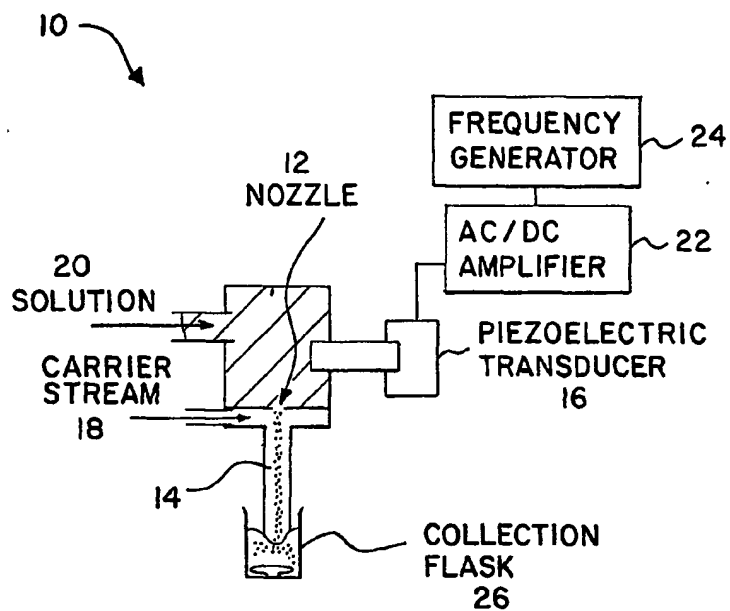 10
FREQUENCY
GENERATOR
24
12
NOZZLE
AC/DC
AMPLIFIER
22
20
SOLUTION
PIEZOELECTRIC
TRANSDUCER
16
CARRIER
STREAM
18
14
COLLECTION
FLASK
26